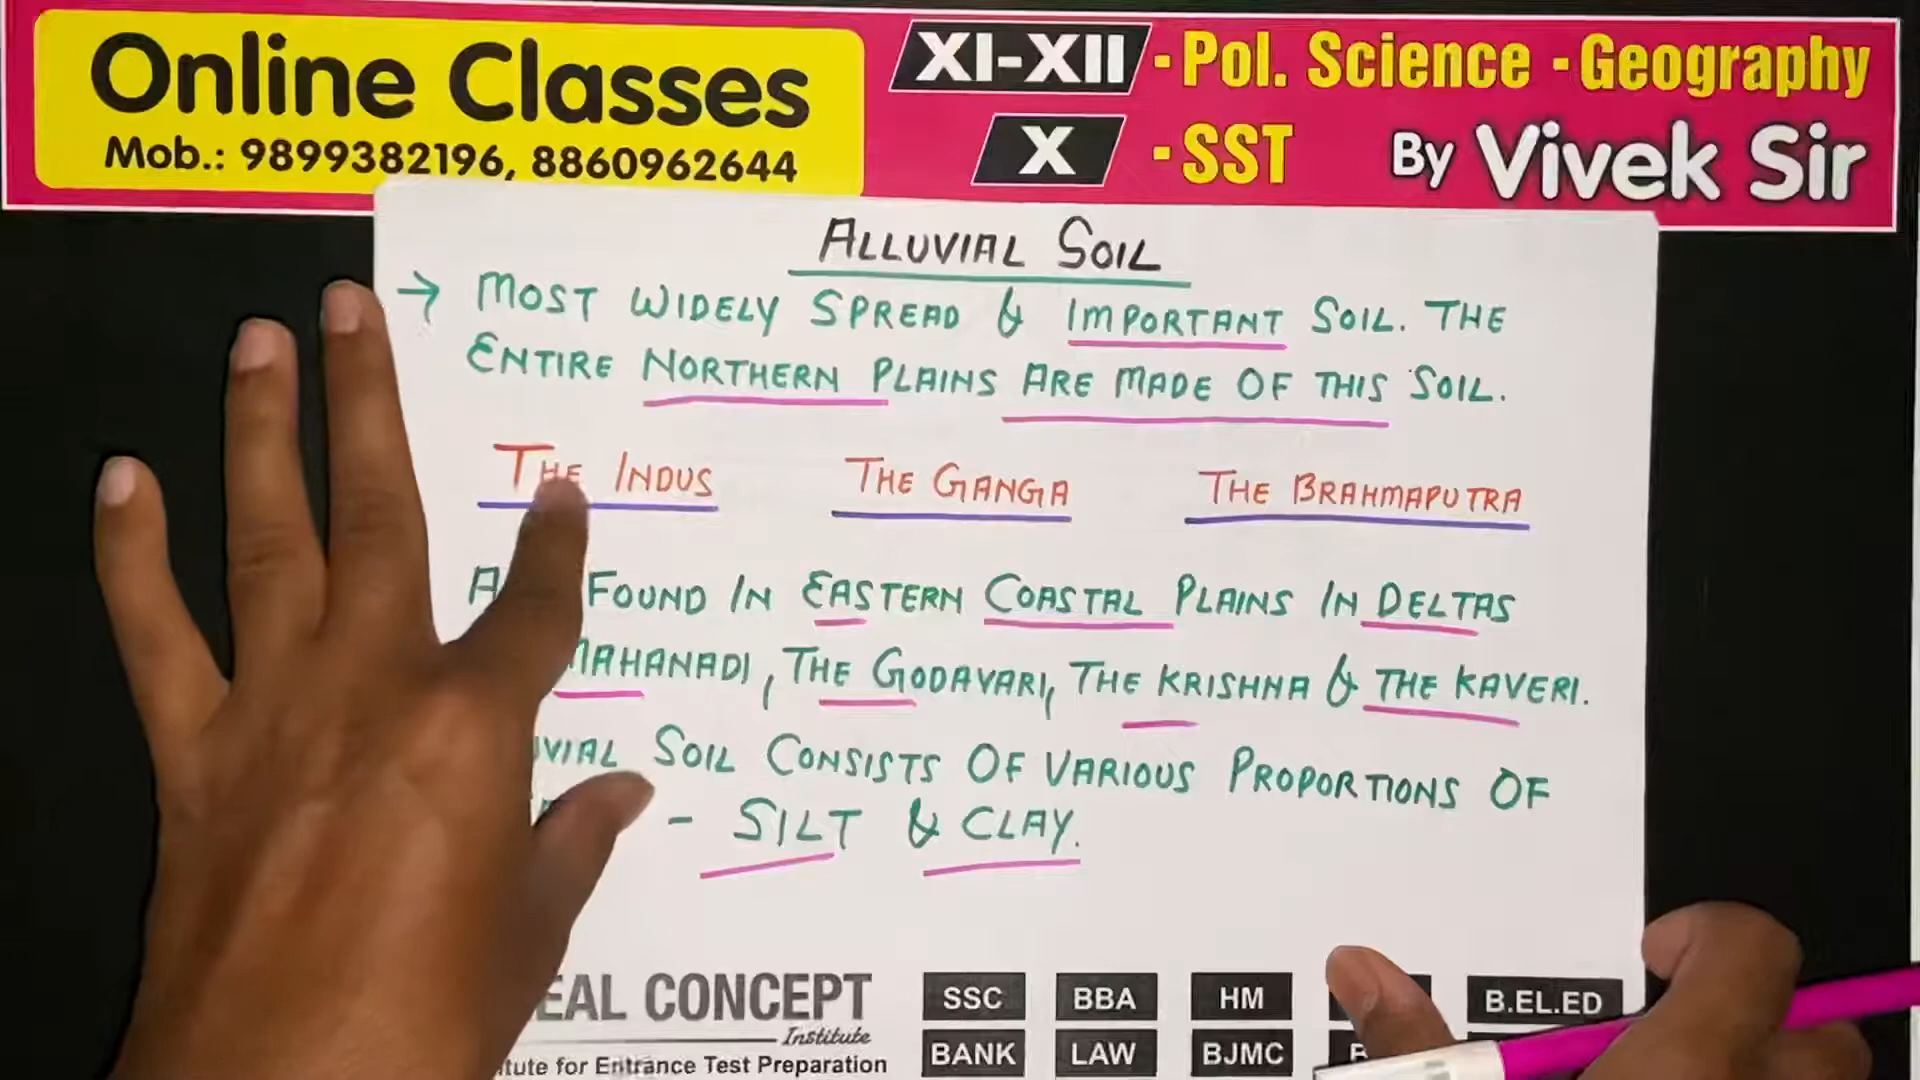 Online Classes
Mob.: 9899382196, 8860962644
XI-XII - Pol. Science - Geography
X - SST By Vivek Sir
ALLUVIAL SOIL
→ MOST WIDELY SPREAD & IMPORTANT SOIL. THE
ENTIRE NORTHERN PLAINS ARE MADE OF THIS SOIL.
THE INDUS THE GANGA THE BRAHMAPUTRA
FOUND IN EASTERN COASTAL PLAINS IN DELTAS
MAHANADI, THE GODAVARI, THE KRISHNA & THE KAVERI.
UVIAL SOIL CONSISTS OF VARIOUS PROPORTIONS OF
- SILT & CLAY.
EAL CONCEPT
Institute
tute for Entrance Test Preparation
SSC BBA HM B.EL.ED
BANK LAW BJMC